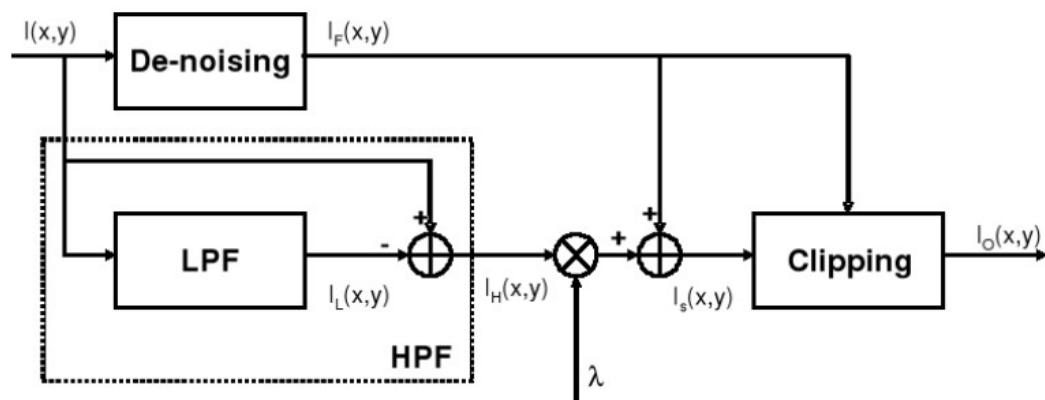 I(x,y)
De-noising
I_F(x,y)
+
+
LPF
-
+
Clipping
I_O(x,y)
I_L(x,y)
I_H(x,y)
I_s(x,y)
HPF
λ